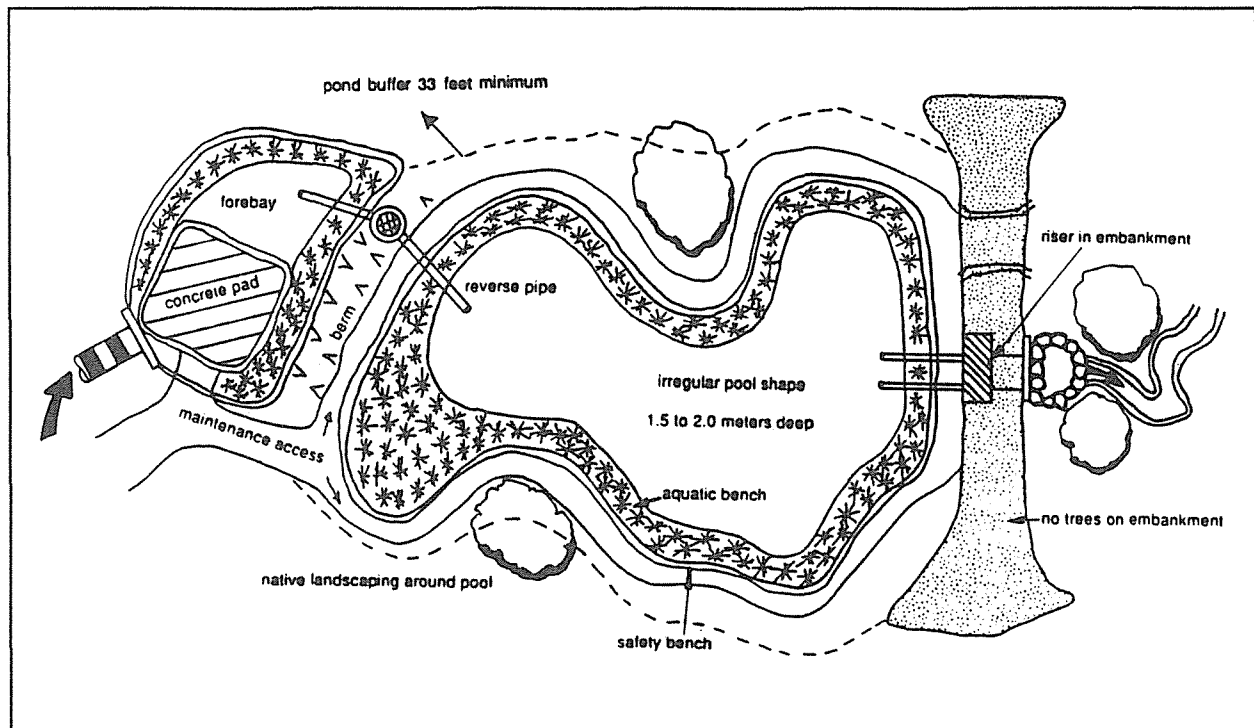 pond buffer 33 feet minimum
forebay
riser in embankment
concrete pad
reverse pipe
berm
irregular pool shape
1.5 to 2.0 meters deep
maintenance access
aquatic bench
no trees on embankment
native landscaping around pool
safety bench